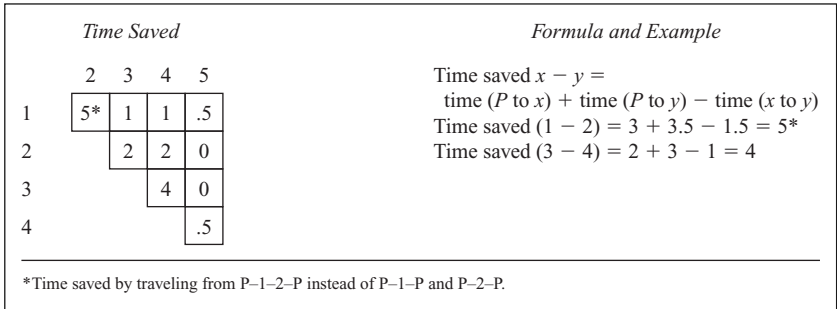 Time Saved
2 3 4 5
1 5* 1 1 .5
2 2 2 0
3 4 0
4 .5
Formula and Example
Time saved x − y =
time (P to x) + time (P to y) − time (x to y)
Time saved (1 − 2) = 3 + 3.5 − 1.5 = 5*
Time saved (3 − 4) = 2 + 3 − 1 = 4
*Time saved by traveling from P–1–2–P instead of P–1–P and P–2–P.